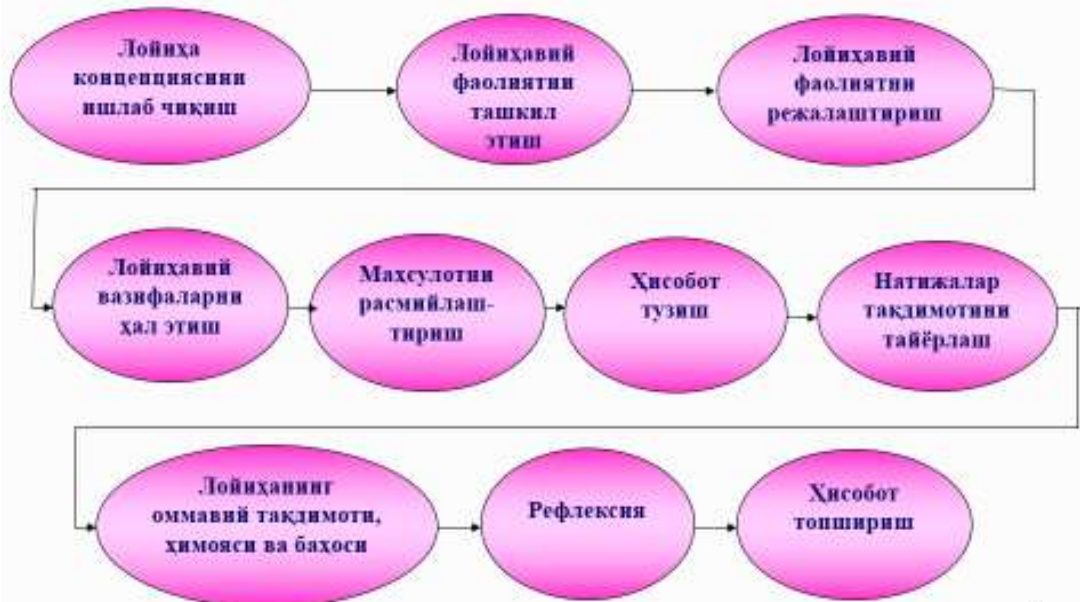 Лойиҳа
концепциясини
ишлаб чиқиш
Лойиҳавий
фаолиятни
ташкил
этиш
Лойиҳавий
фаолиятни
режалаштириш
Лойиҳавий
вазифаларни
ҳал этиш
Маҳсулотни
расмийлаш-
тириш
Ҳисобот
тузиш
Натижалар
тақдимотини
тайёрлаш
Лойиҳанинг
оммавий тақдимоти,
ҳимояси ва баҳоси
Рефлексия
Ҳисобот
топшириш